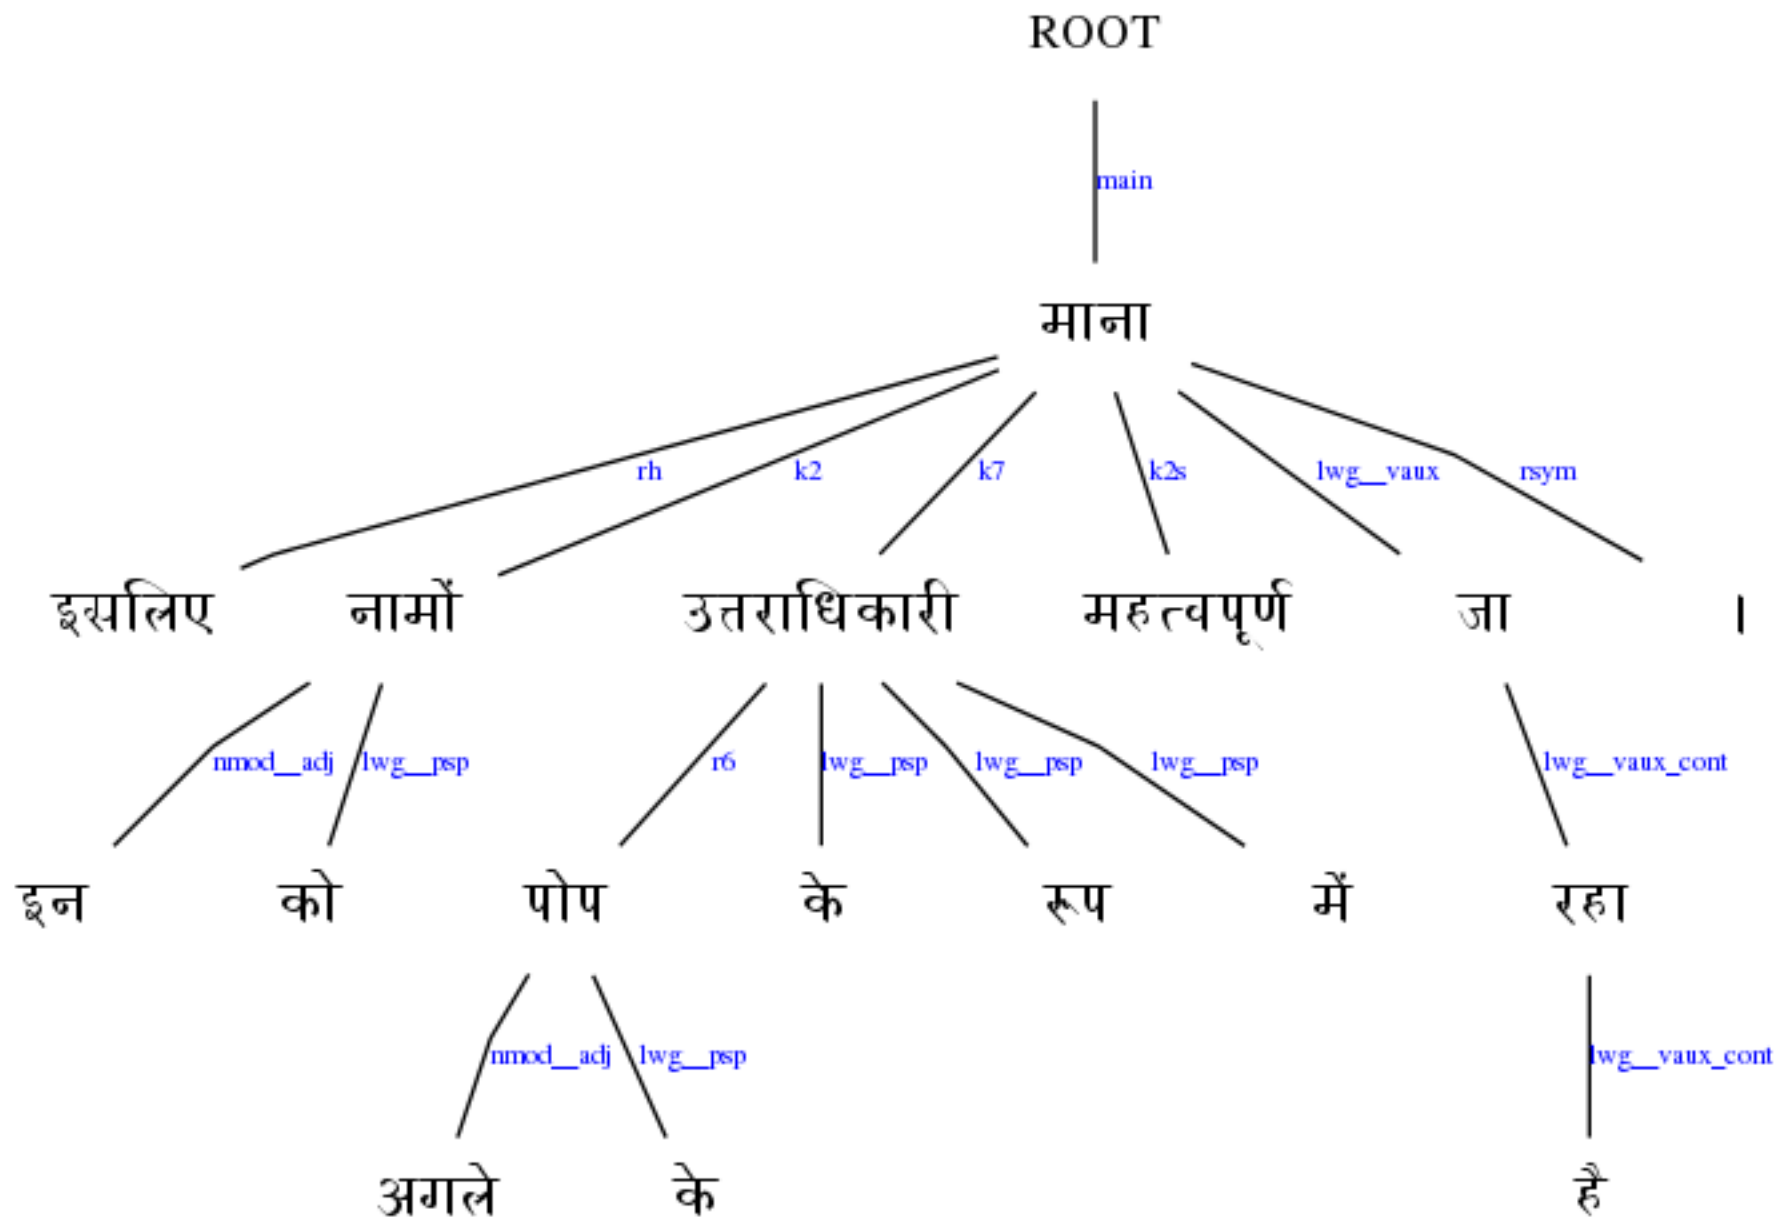 ROOT
main
माना
rh k2 k7 k2s lwg__vaux rsym
इसलिए नामों उत्तराधिकारी महत्वपूर्ण जा ।
nmod__adj lwg__psp r6 lwg__psp lwg__psp lwg__psp lwg__vaux_cont
इन को पोप के रूप में रहा
nmod__adj lwg__psp lwg__vaux_cont
अगले के है